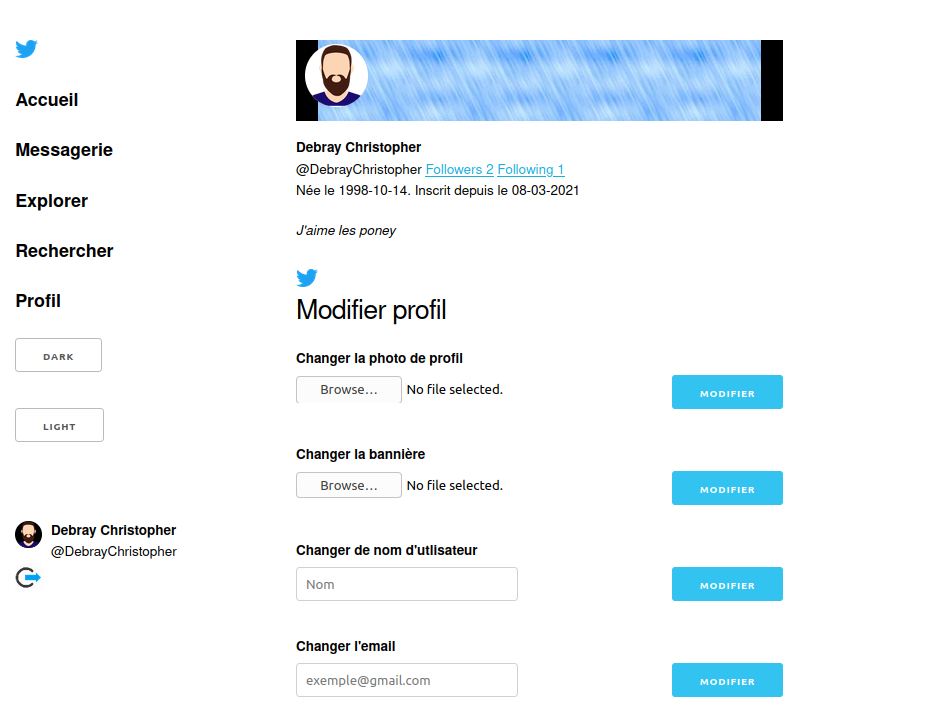 Accueil
Messagerie
Explorer
Rechercher
Profil
DARK
LIGHT
Debray Christopher
@DebrayChristopher
Debray Christopher
@DebrayChristopher Followers 2 Following 1
Née le 1998-10-14. Inscrit depuis le 08-03-2021
J'aime les poney
Modifier profil
Changer la photo de profil
Browse... No file selected.
MODIFIER
Changer la bannière
Browse... No file selected.
MODIFIER
Changer de nom d'utlisateur
Nom
MODIFIER
Changer l'email
exemple@gmail.com
MODIFIER